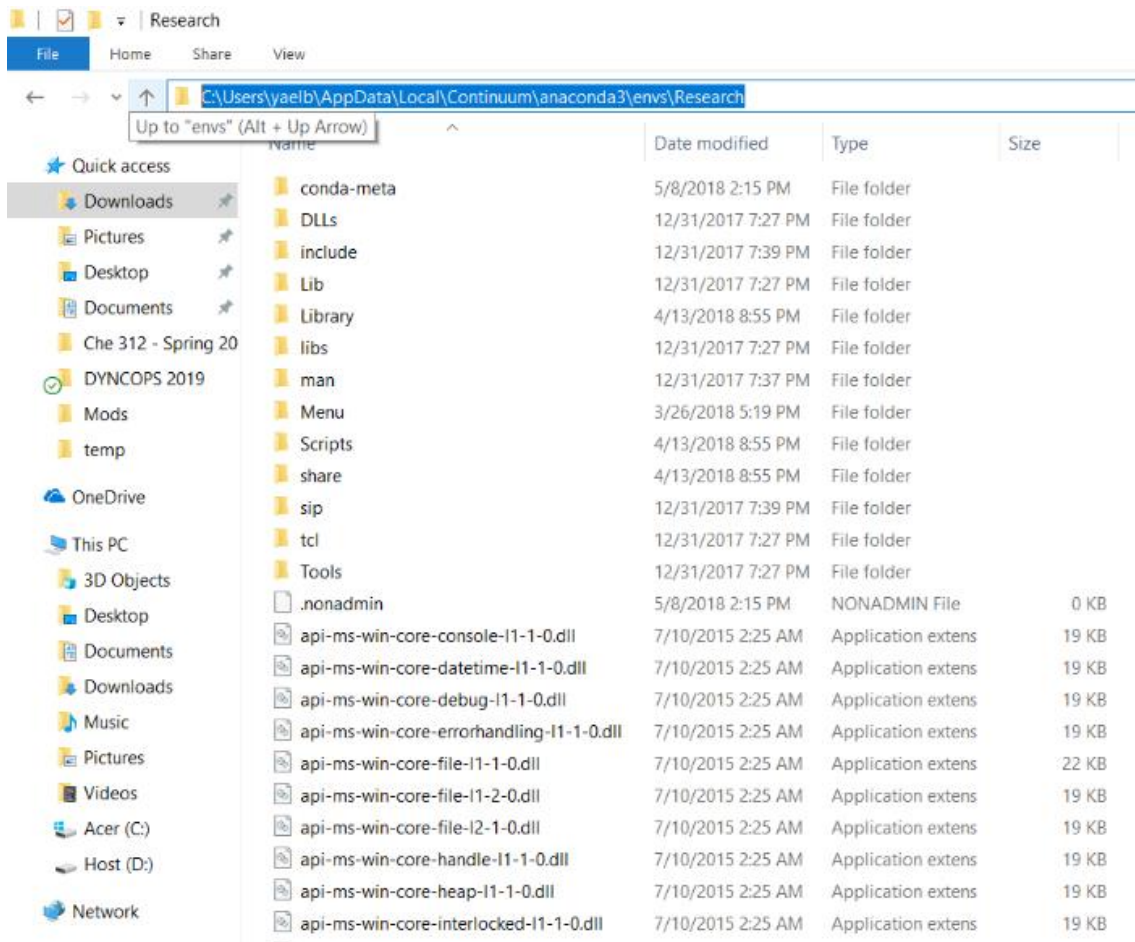 Research
File Home Share View
C:\Users\yaelb\AppData\Local\Continuum\anaconda3\envs\Research
Up to "envs" (Alt + Up Arrow)
Name Date modified Type Size
Quick access
Downloads
Pictures
Desktop
Documents
Che 312 - Spring 20
DYNCOPS 2019
Mods
temp
OneDrive
This PC
3D Objects
Desktop
Documents
Downloads
Music
Pictures
Videos
Acer (C:)
Host (D:)
Network
conda-meta 5/8/2018 2:15 PM File folder
DLLs 12/31/2017 7:27 PM File folder
include 12/31/2017 7:39 PM File folder
Lib 12/31/2017 7:27 PM File folder
Library 4/13/2018 8:55 PM File folder
libs 12/31/2017 7:27 PM File folder
man 12/31/2017 7:37 PM File folder
Menu 3/26/2018 5:19 PM File folder
Scripts 4/13/2018 8:55 PM File folder
share 4/13/2018 8:55 PM File folder
sip 12/31/2017 7:39 PM File folder
tcl 12/31/2017 7:27 PM File folder
Tools 12/31/2017 7:27 PM File folder
.nonadmin 5/8/2018 2:15 PM NONADMIN File 0 KB
api-ms-win-core-console-l1-1-0.dll 7/10/2015 2:25 AM Application extens 19 KB
api-ms-win-core-datetime-l1-1-0.dll 7/10/2015 2:25 AM Application extens 19 KB
api-ms-win-core-debug-l1-1-0.dll 7/10/2015 2:25 AM Application extens 19 KB
api-ms-win-core-errorhandling-l1-1-0.dll 7/10/2015 2:25 AM Application extens 19 KB
api-ms-win-core-file-l1-1-0.dll 7/10/2015 2:25 AM Application extens 22 KB
api-ms-win-core-file-l1-2-0.dll 7/10/2015 2:25 AM Application extens 19 KB
api-ms-win-core-file-l2-1-0.dll 7/10/2015 2:25 AM Application extens 19 KB
api-ms-win-core-handle-l1-1-0.dll 7/10/2015 2:25 AM Application extens 19 KB
api-ms-win-core-heap-l1-1-0.dll 7/10/2015 2:25 AM Application extens 19 KB
api-ms-win-core-interlocked-l1-1-0.dll 7/10/2015 2:25 AM Application extens 19 KB